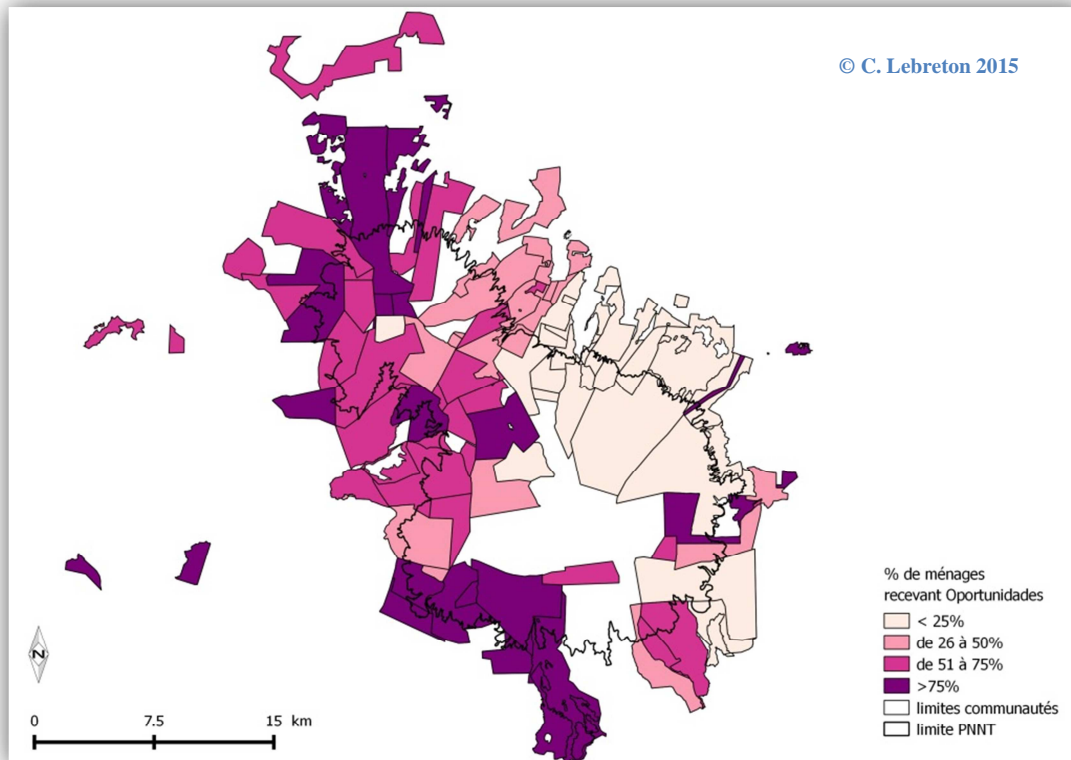 © C. Lebreton 2015
% de ménages
recevant Oportunidades
< 25%
de 26 à 50%
de 51 à 75%
>75%
limites communautés
limite PNNT
N
0 7.5 15 km